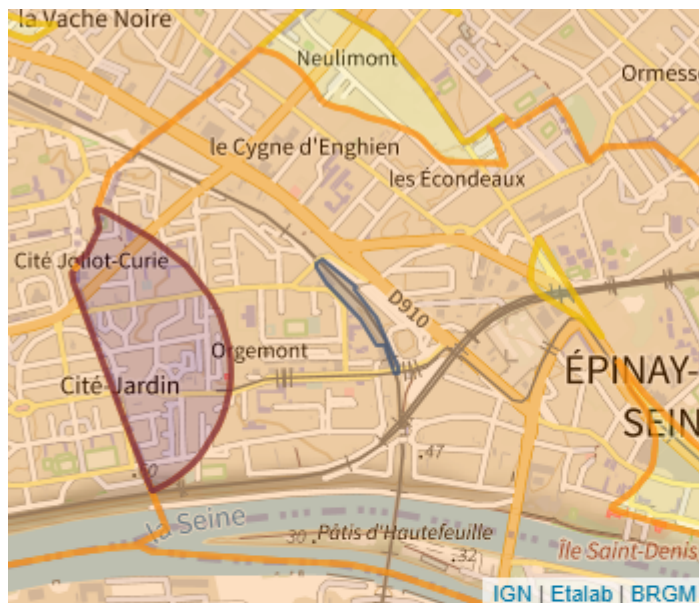 la Vache Noire
Neulimont
Ormess
le Cygne d'Enghien
les Écondeaux
Cité Joliot-Curie
D910
Orgemont
ÉPINAY-
SEIN
Cité-Jardin
.47
50
la Seine
30
Pâtis d'Hautefeuille
.32
Île Saint-Denis
IGN | Etalab | BRGM